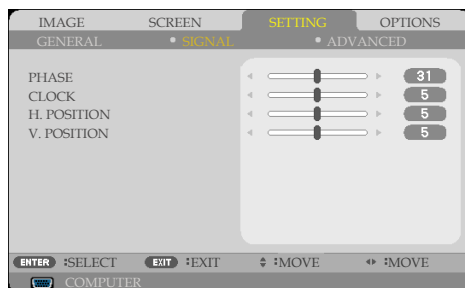 IMAGE SCREEN SETTING OPTIONS
GENERAL • SIGNAL • ADVANCED
PHASE 31
CLOCK 5
H. POSITION 5
V. POSITION 5
ENTER :SELECT EXIT :EXIT :MOVE :MOVE
COMPUTER